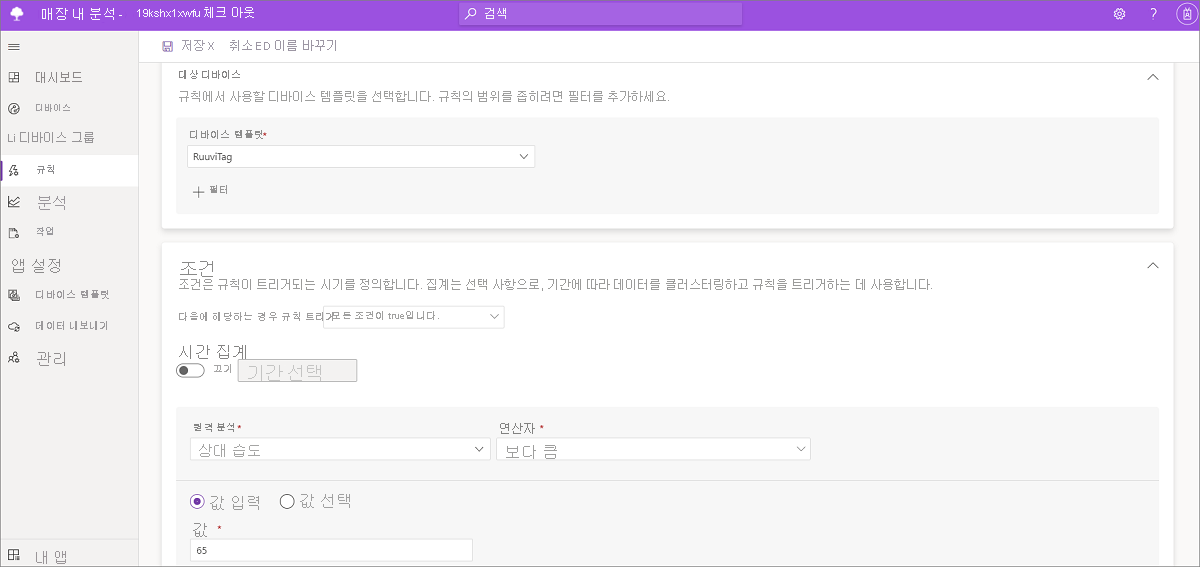 매장 내 분석 - 19kshx1xwfu 체크 아웃
검색
저장 X 취소 ED 이름 바꾸기
대시보드
디바이스
Li 디바이스 그룹
규칙
분석
작업
앱 설정
디바이스 템플릿
데이터 내보내기
관리
내 앱
대상 디바이스
규칙에서 사용할 디바이스 템플릿을 선택합니다. 규칙의 범위를 좁히려면 필터를 추가하세요.
디바이스 템플릿*
RuuviTag
필터
조건
조건은 규칙이 트리거되는 시기를 정의합니다. 집계는 선택 사항으로, 기간에 따라 데이터를 클러스터링하고 규칙을 트리거하는 데 사용합니다.
다음에 해당하는 경우 규칙 트리거 모든 조건이 true입니다.
시간 집계
끄기 기간 선택
원격 분석* 연산자 *
상대 습도 보다 큼
값 입력 값 선택
값 *
65